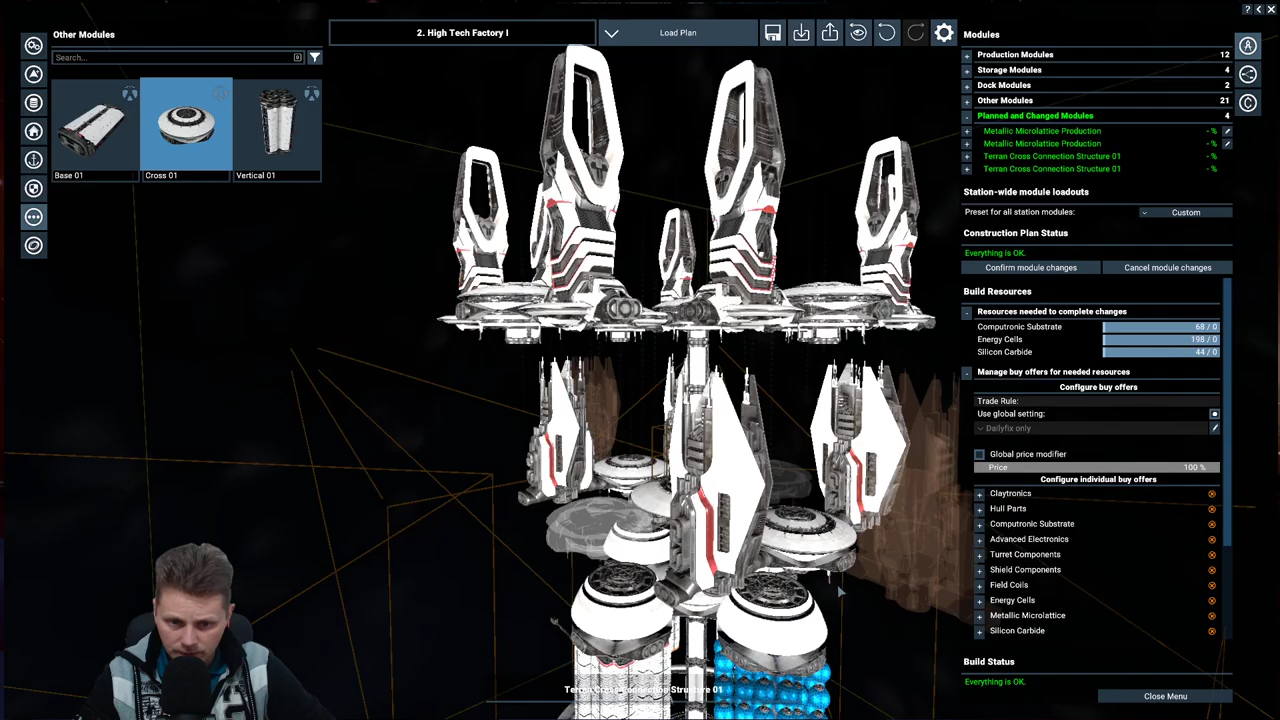 Other Modules
Search...
Base 01
Cross 01
Vertical 01
2. High Tech Factory I
Load Plan
Terran Cross Connection Structure 01
Modules
Production Modules 12
Storage Modules 4
Dock Modules 2
Other Modules 21
Planned and Changed Modules 4
Metallic Microlattice Production - %
Metallic Microlattice Production - %
Terran Cross Connection Structure 01 - %
Terran Cross Connection Structure 01 - %
Station-wide module loadouts
Preset for all station modules: Custom
Construction Plan Status
Everything is OK.
Confirm module changes
Cancel module changes
Build Resources
Resources needed to complete changes
Computronic Substrate 68 / 0
Energy Cells 198 / 0
Silicon Carbide 44 / 0
Manage buy offers for needed resources
Configure buy offers
Trade Rule:
Use global setting:
Dailyfix only
Global price modifier
Price 100 %
Configure individual buy offers
Claytronics
Hull Parts
Computronic Substrate
Advanced Electronics
Turret Components
Shield Components
Field Coils
Energy Cells
Metallic Microlattice
Silicon Carbide
Build Status
Everything is OK.
Close Menu